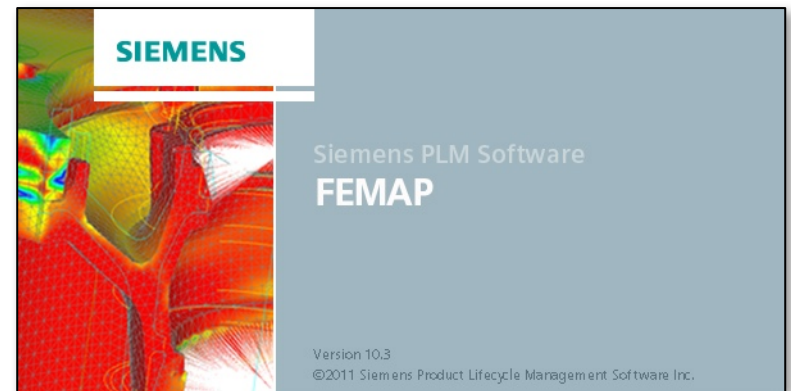 SIEMENS
Siemens PLM Software
FEMAP
Version 10.3
©2011 Siemens Product Lifecycle Management Software Inc.